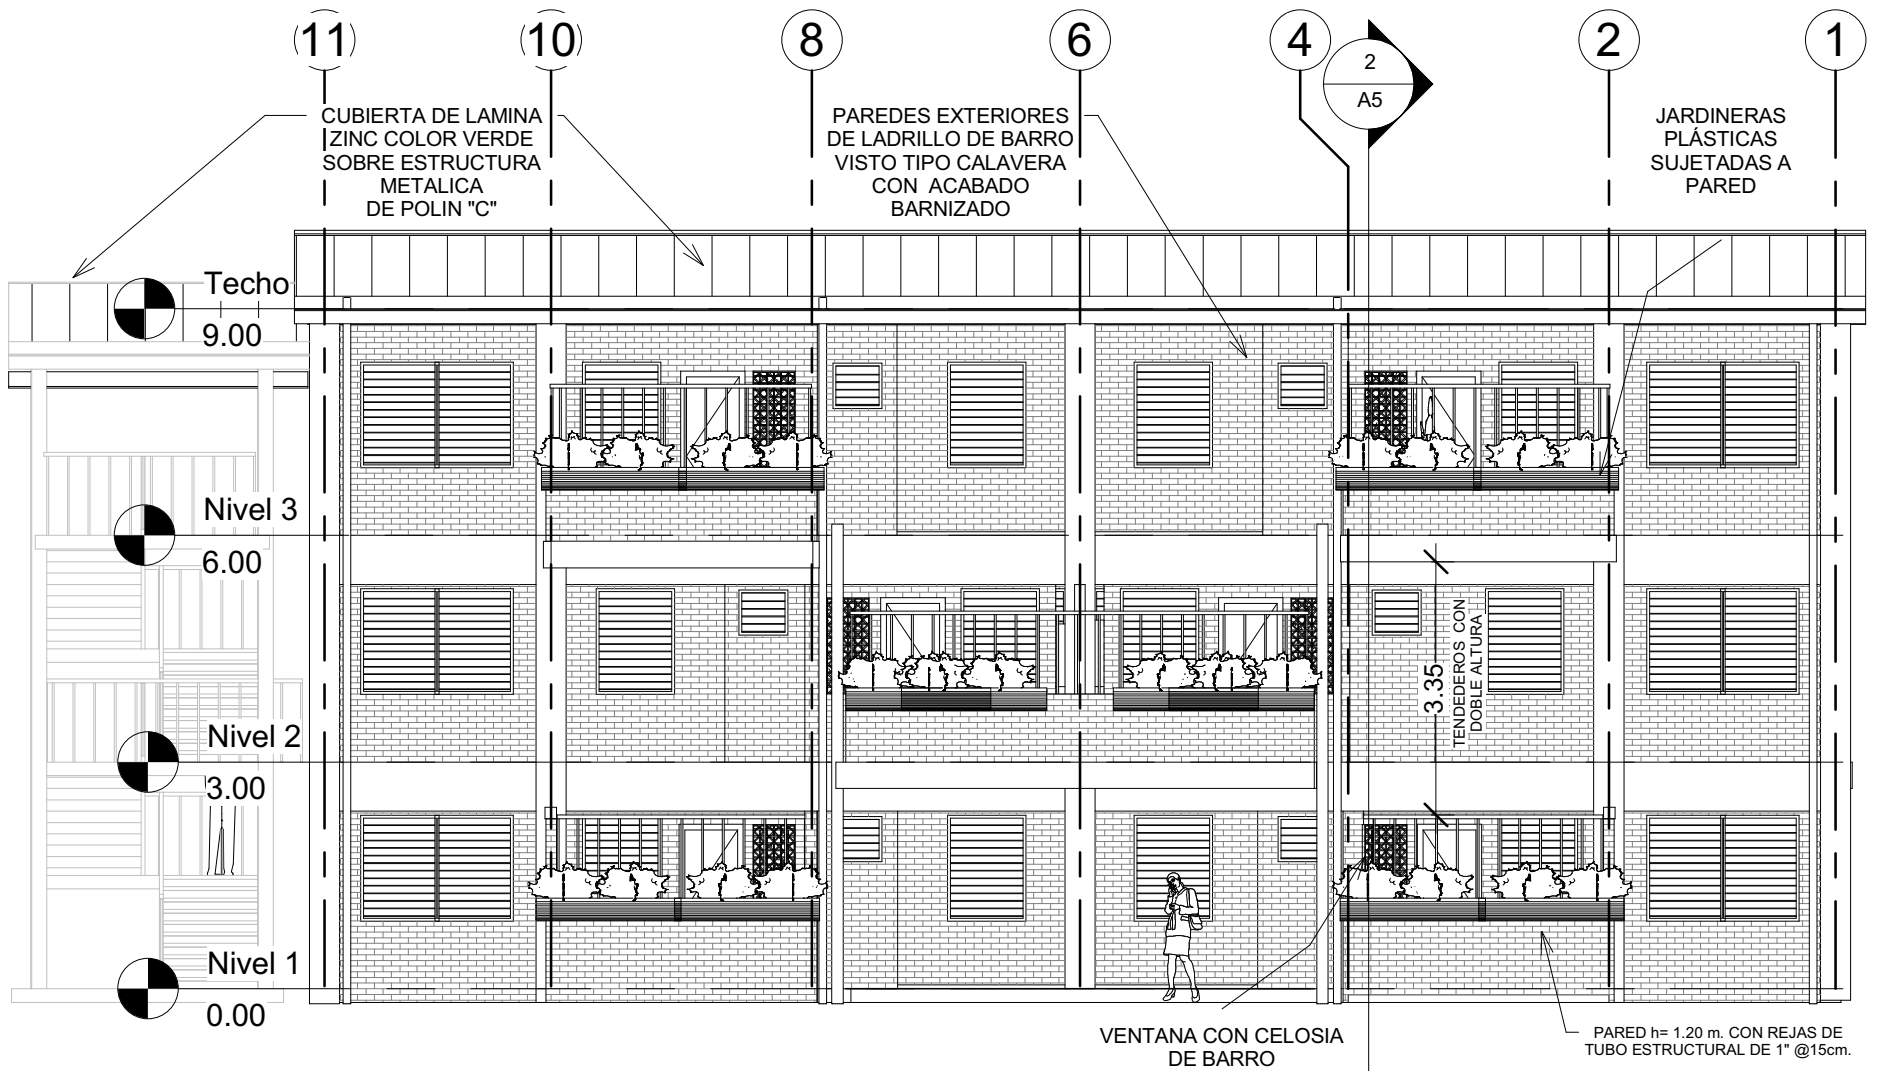 11
10
8
6
4
2
1
2
A5
CUBIERTA DE LAMINA
ZINC COLOR VERDE
SOBRE ESTRUCTURA
METALICA
DE POLIN "C"
PAREDES EXTERIORES
DE LADRILLO DE BARRO
VISTO TIPO CALAVERA
CON ACABADO
BARNIZADO
JARDINERAS
PLÁSTICAS
SUJETADAS A
PARED
Techo
9.00
Nivel 3
6.00
Nivel 2
3.00
Nivel 1
0.00
3.35
TENDEDEROS CON
DOBLE ALTURA
VENTANA CON CELOSIA
DE BARRO
PARED h= 1.20 m. CON REJAS DE
TUBO ESTRUCTURAL DE 1" @15cm.